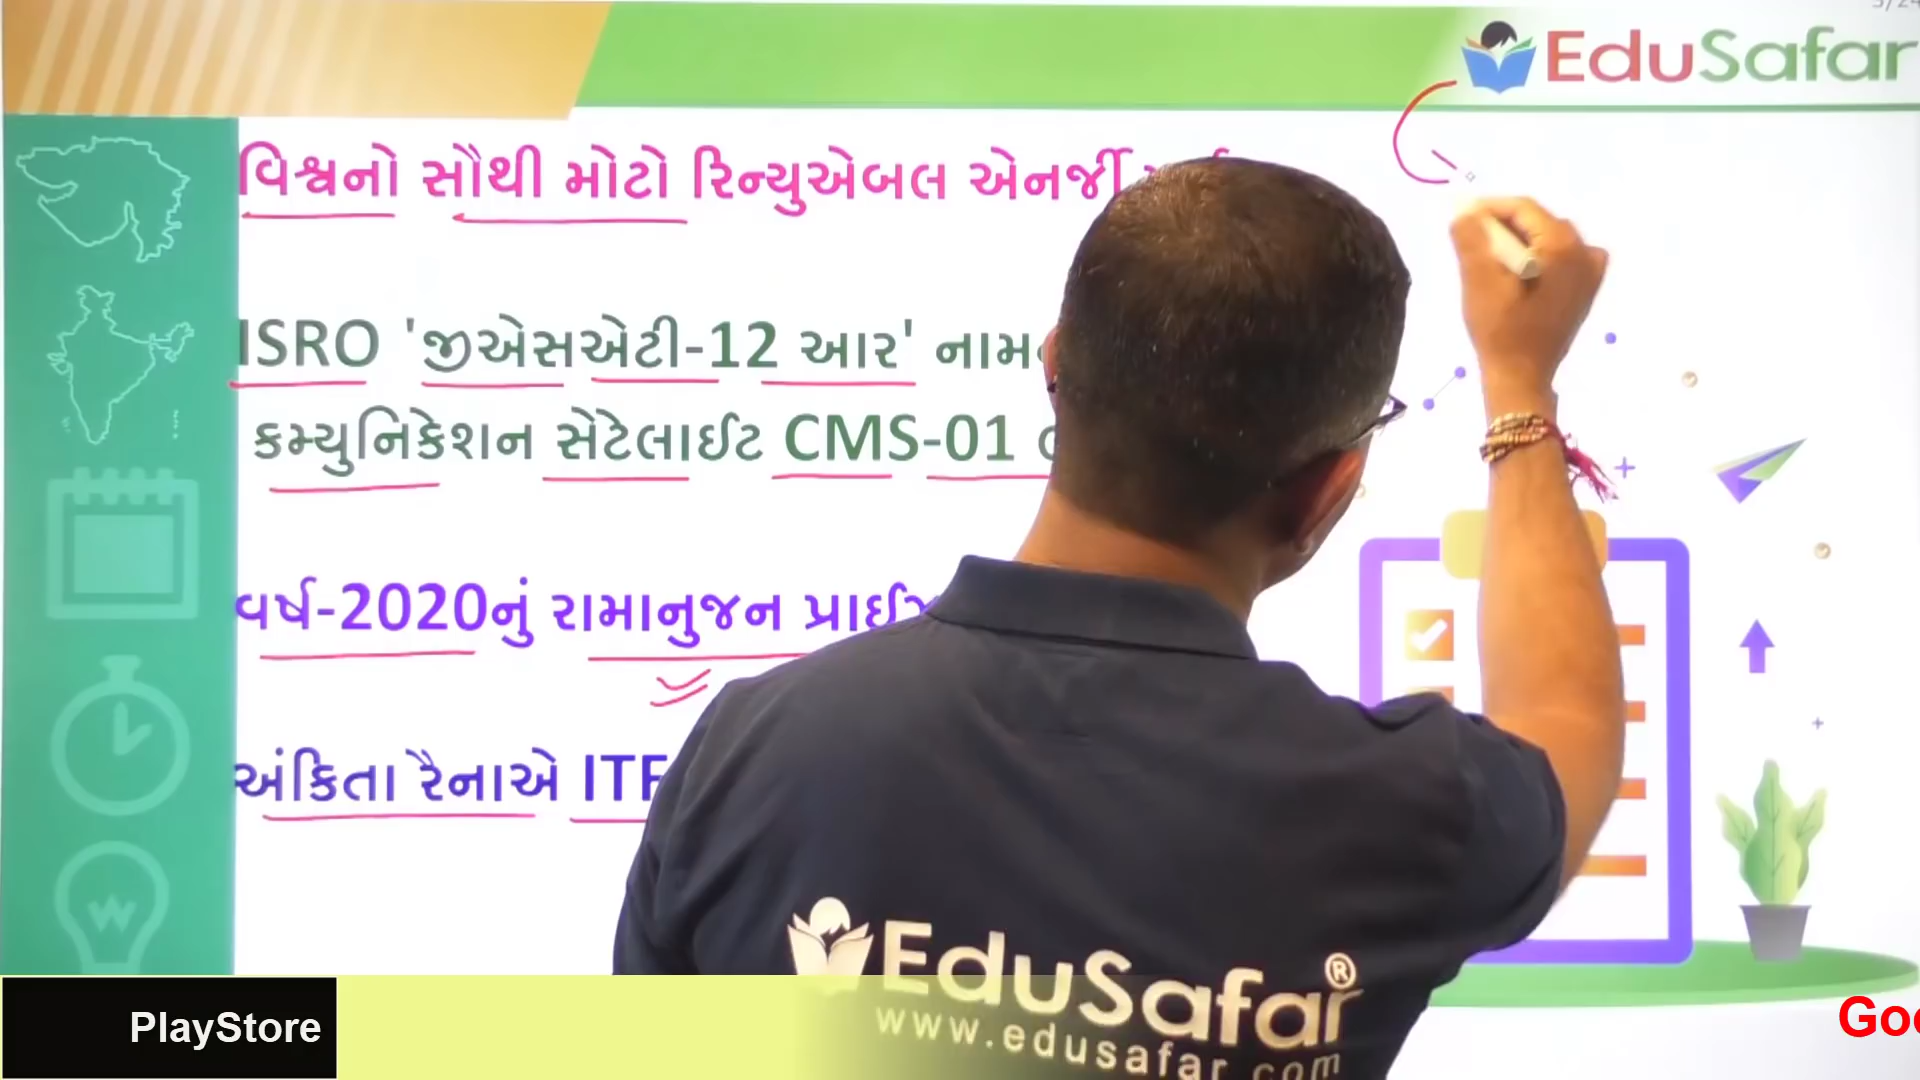 EduSafar
વિશ્વનો સૌથી મોટો રિન્યુએબલ એનર્જી
ISRO 'જીએસએટી-12 આર'
કમ્યુનિકેશન સેટેલાઈટ CMS-01
વર્ષ-2020નું રામાનુજન
અંકિતા રૈનાએ
EduSafar®
www.edusafar.com
PlayStore